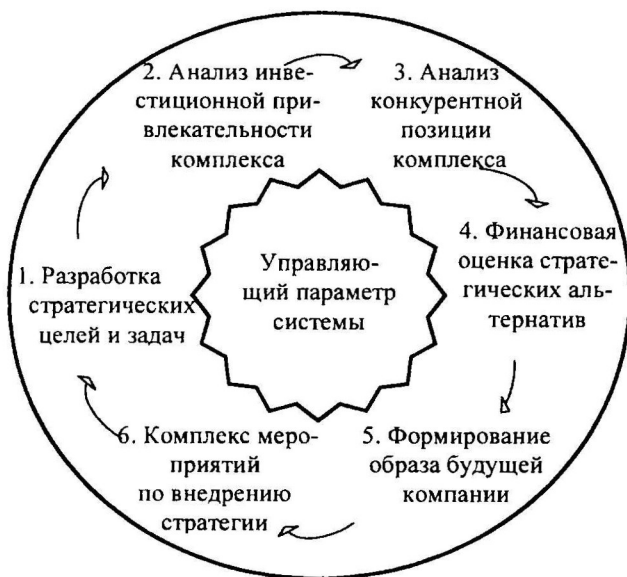 2. Анализ инве-
стиционной при-
влекательности
комплекса
3. Анализ
конкурентной
позиции
комплекса
4. Финансовая
оценка страте-
гических аль-
тернатив
Управляю-
щий параметр
системы
1. Разработка
стратегических
целей и задач
6. Комплекс меро-
приятий
по внедрению
стратегии
5. Формирование
образа будущей
компании